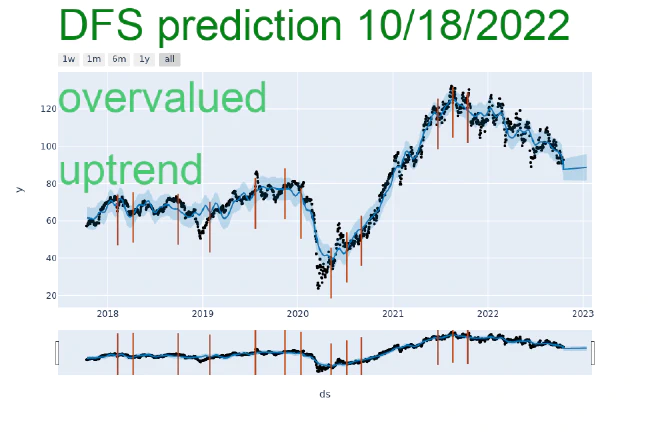 DFS prediction 10/18/2022
1w 1m 6m 1y all
overvalued
120
100
uptrend
80
y
60
40
20
2018 2019 2020 2021 2022 2023
ds